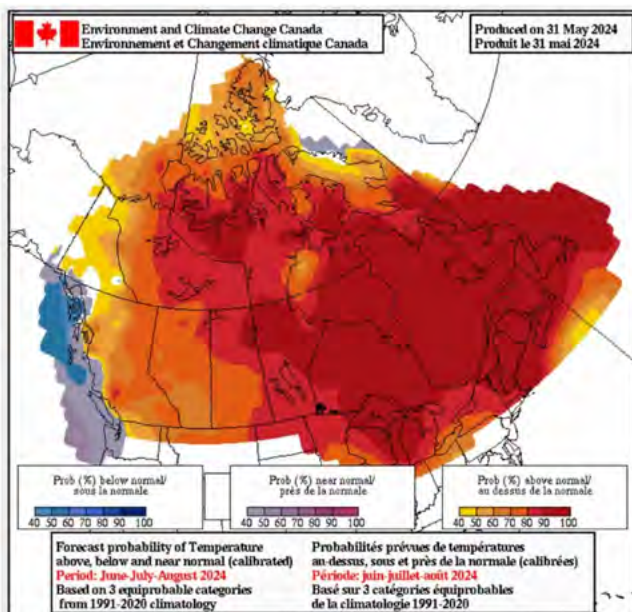 Environment and Climate Change Canada
Environnement et Changement climatique Canada
Produced on 31 May 2024
Produit le 31 mai 2024
Prob (%) below normal/
sous la normale
40 50 60 70 80 90 100
Prob (%) near normal/
près de la normale
40 50 60 70 80 90 100
Prob (%) above normal/
au dessus de la normale
40 50 60 70 80 90 100
Forecast probability of Temperature
above, below and near normal (calibrated)
Period: June-July-August 2024
Based on 3 equiprobable categories
from 1991-2020 climatology
Probabilités prévues de températures
au-dessus, sous et près de la normale (calibrées)
Période: juin-juillet-août 2024
Basé sur 3 catégories équiprobables
de la climatologie 1991-2020